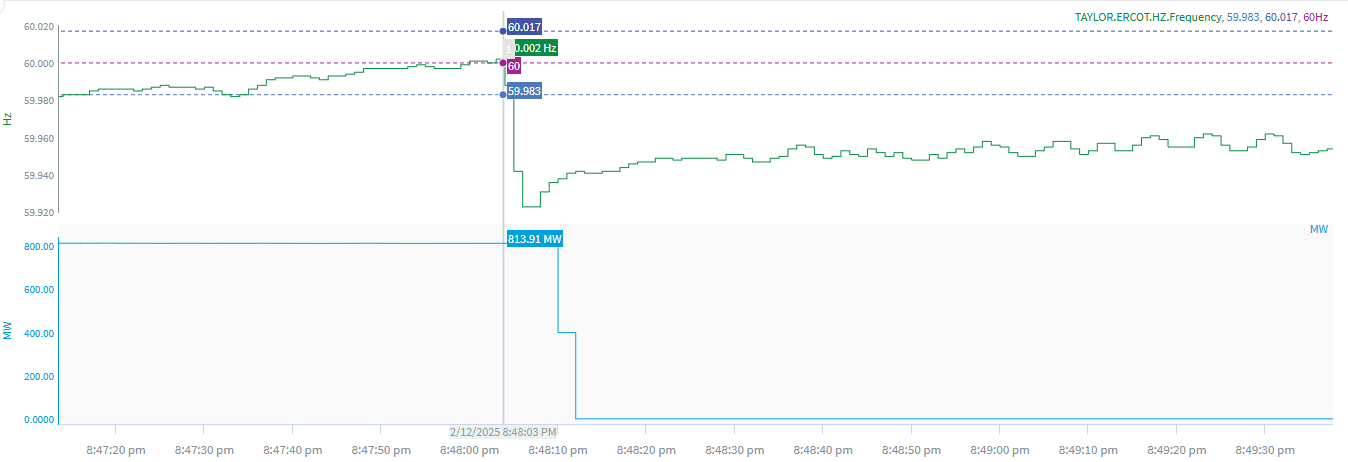 TAYLOR.ERCOT.HZ.Frequency, 59.983, 60.017, 60Hz
60.020
60.017
0.002 Hz
60.000
60
59.980
59.983
Hz
59.960
59.940
59.920
MW
813.91 MW
800.00
600.00
MW
400.00
200.00
0.0000
2/12/2025 8:48:03 PM
8:47:20 pm 8:47:30 pm 8:47:40 pm 8:47:50 pm 8:48:00 pm 8:48:10 pm 8:48:20 pm 8:48:30 pm 8:48:40 pm 8:48:50 pm 8:49:00 pm 8:49:10 pm 8:49:20 pm 8:49:30 pm